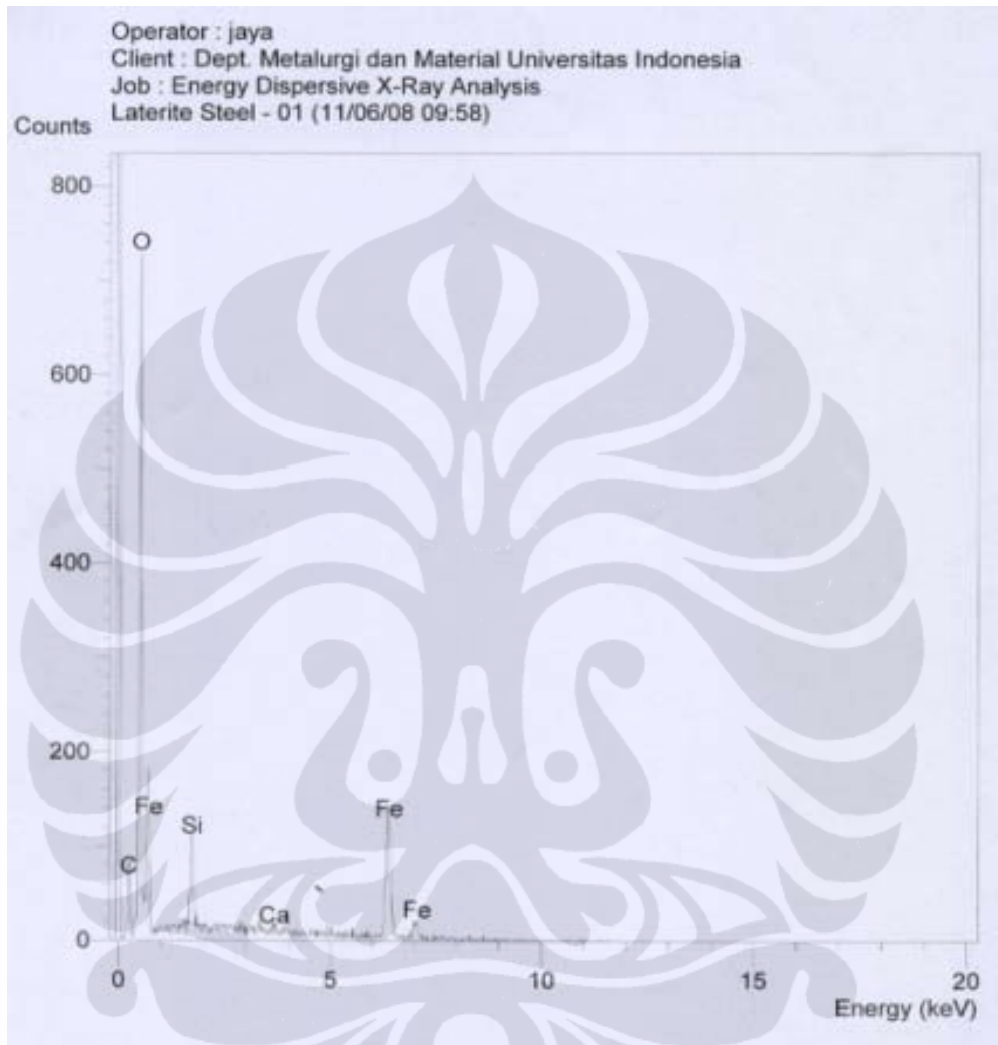 Operator : jaya
Client : Dept. Metalurgi dan Material Universitas Indonesia
Job : Energy Dispersive X-Ray Analysis
Laterite Steel - 01 (11/06/08 09:58)
Counts
800
O
600
400
200
Fe
Si
Fe
C
Ca
Fe
0
0 5 10 15 20
Energy (keV)